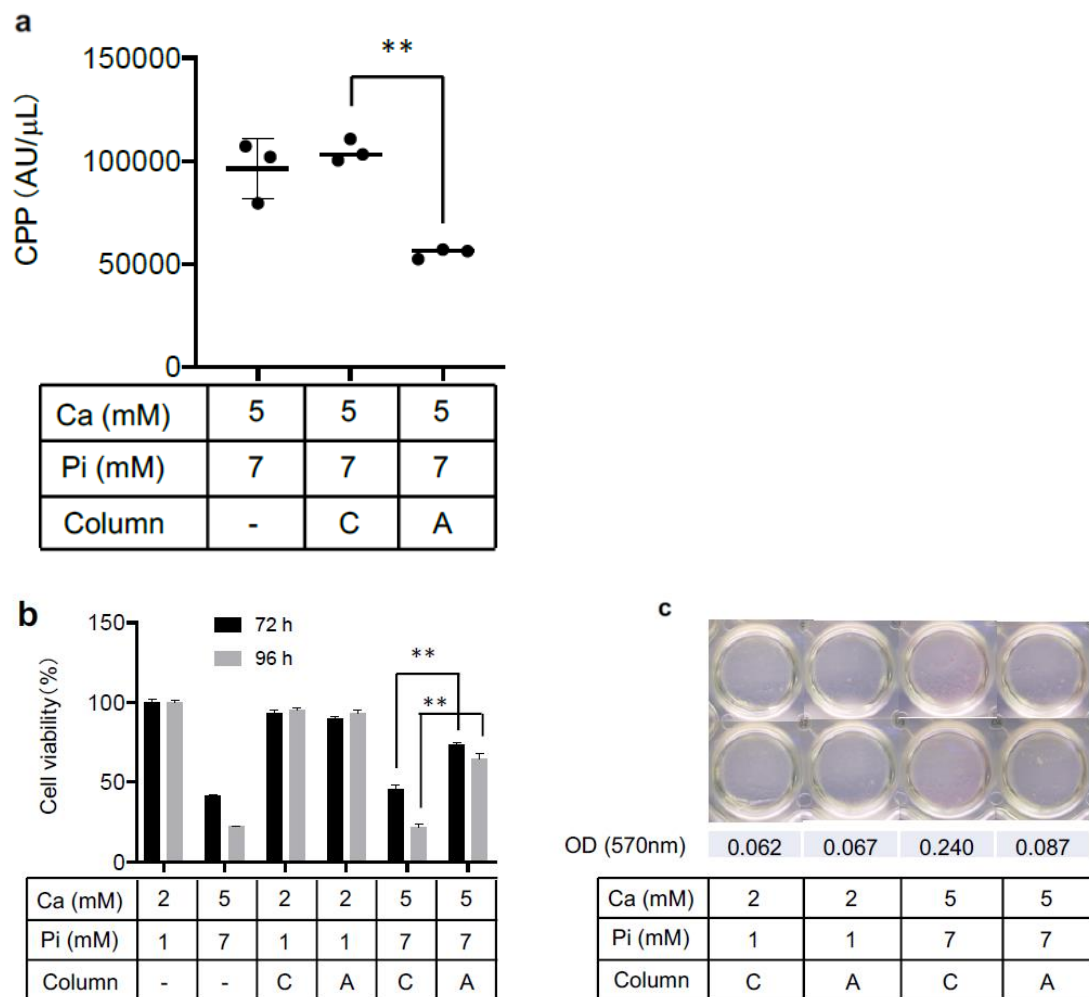 a
**
150000
100000
50000
0
CPP (AU/μL)
Ca (mM) 5 5 5
Pi (mM) 7 7 7
Column - C A
b
150
100
50
0
Cell viability(%)
72 h
96 h
**
**
Ca (mM) 2 5 2 2 5 5
Pi (mM) 1 7 1 1 7 7
Column - - C A C A
c
OD (570nm) 0.062 0.067 0.240 0.087
Ca (mM) 2 2 5 5
Pi (mM) 1 1 7 7
Column C A C A